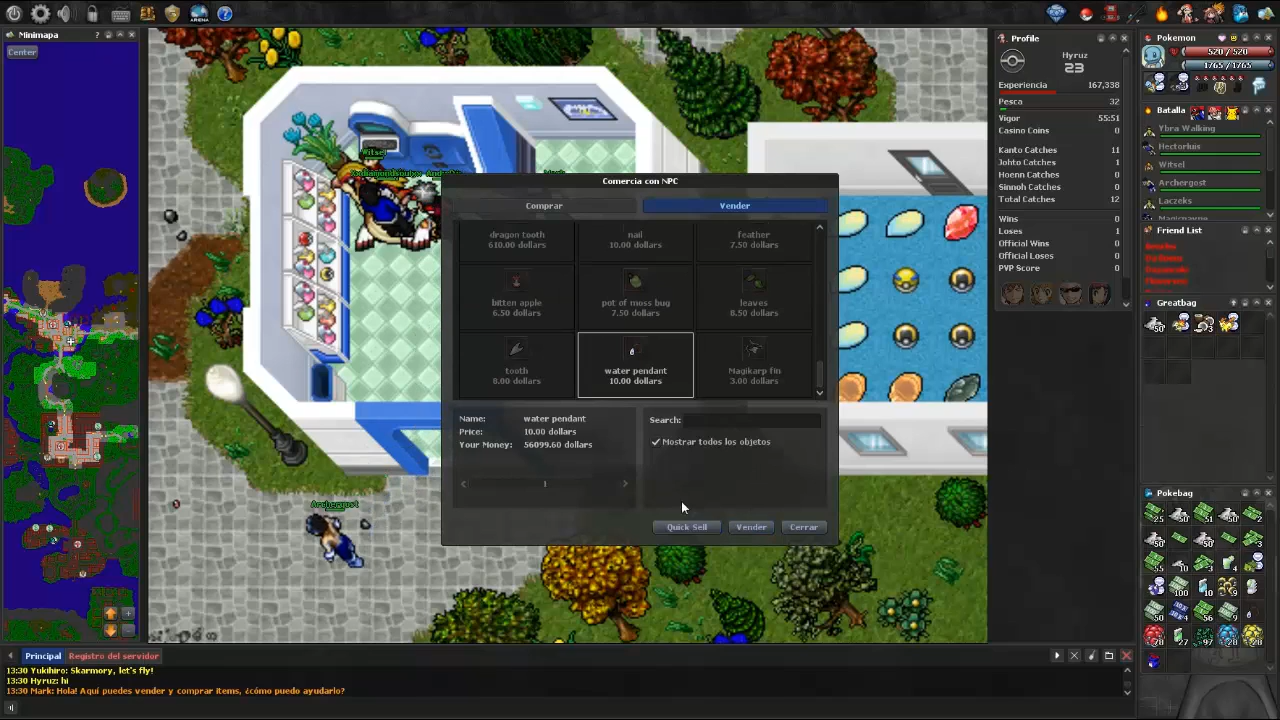 Minimapa
?
Center
Witsel
Archergost
Comercia con NPC
Comprar
Vender
dragon tooth
610.00 dollars
nail
10.00 dollars
feather
7.50 dollars
bitten apple
6.50 dollars
pot of moss bug
7.50 dollars
leaves
8.50 dollars
tooth
8.00 dollars
water pendant
10.00 dollars
Magikarp fin
3.00 dollars
Name: water pendant
Price: 10.00 dollars
Your Money: 56099.60 dollars
Search:
Mostrar todos los objetos
Quick Sell
Vender
Cerrar
Profile
Hyruz
23
Experiencia 167,338
Pesca 32
Vigor 55:51
Casino Coins 0
Kanto Catches 11
Johto Catches 1
Hoenn Catches 0
Sinnoh Catches 0
Total Catches 12
Wins 0
Loses 1
Official Wins 0
Official Loses 0
PVP Score 0
Pokemon
520 / 520
1765 / 1765
Batalla
Ybra Walking
Hectorluis
Witsel
Archergost
Laczeks
Friend List
Greatbag
Pokebag
Principal
Registro del servidor
13:30 Yukihiro: Skarmory, let's fly!
13:30 Hyruz: hi
13:30 Mark: Hola! Aquí puedes vender y comprar items, ¿cómo puedo ayudarlo?